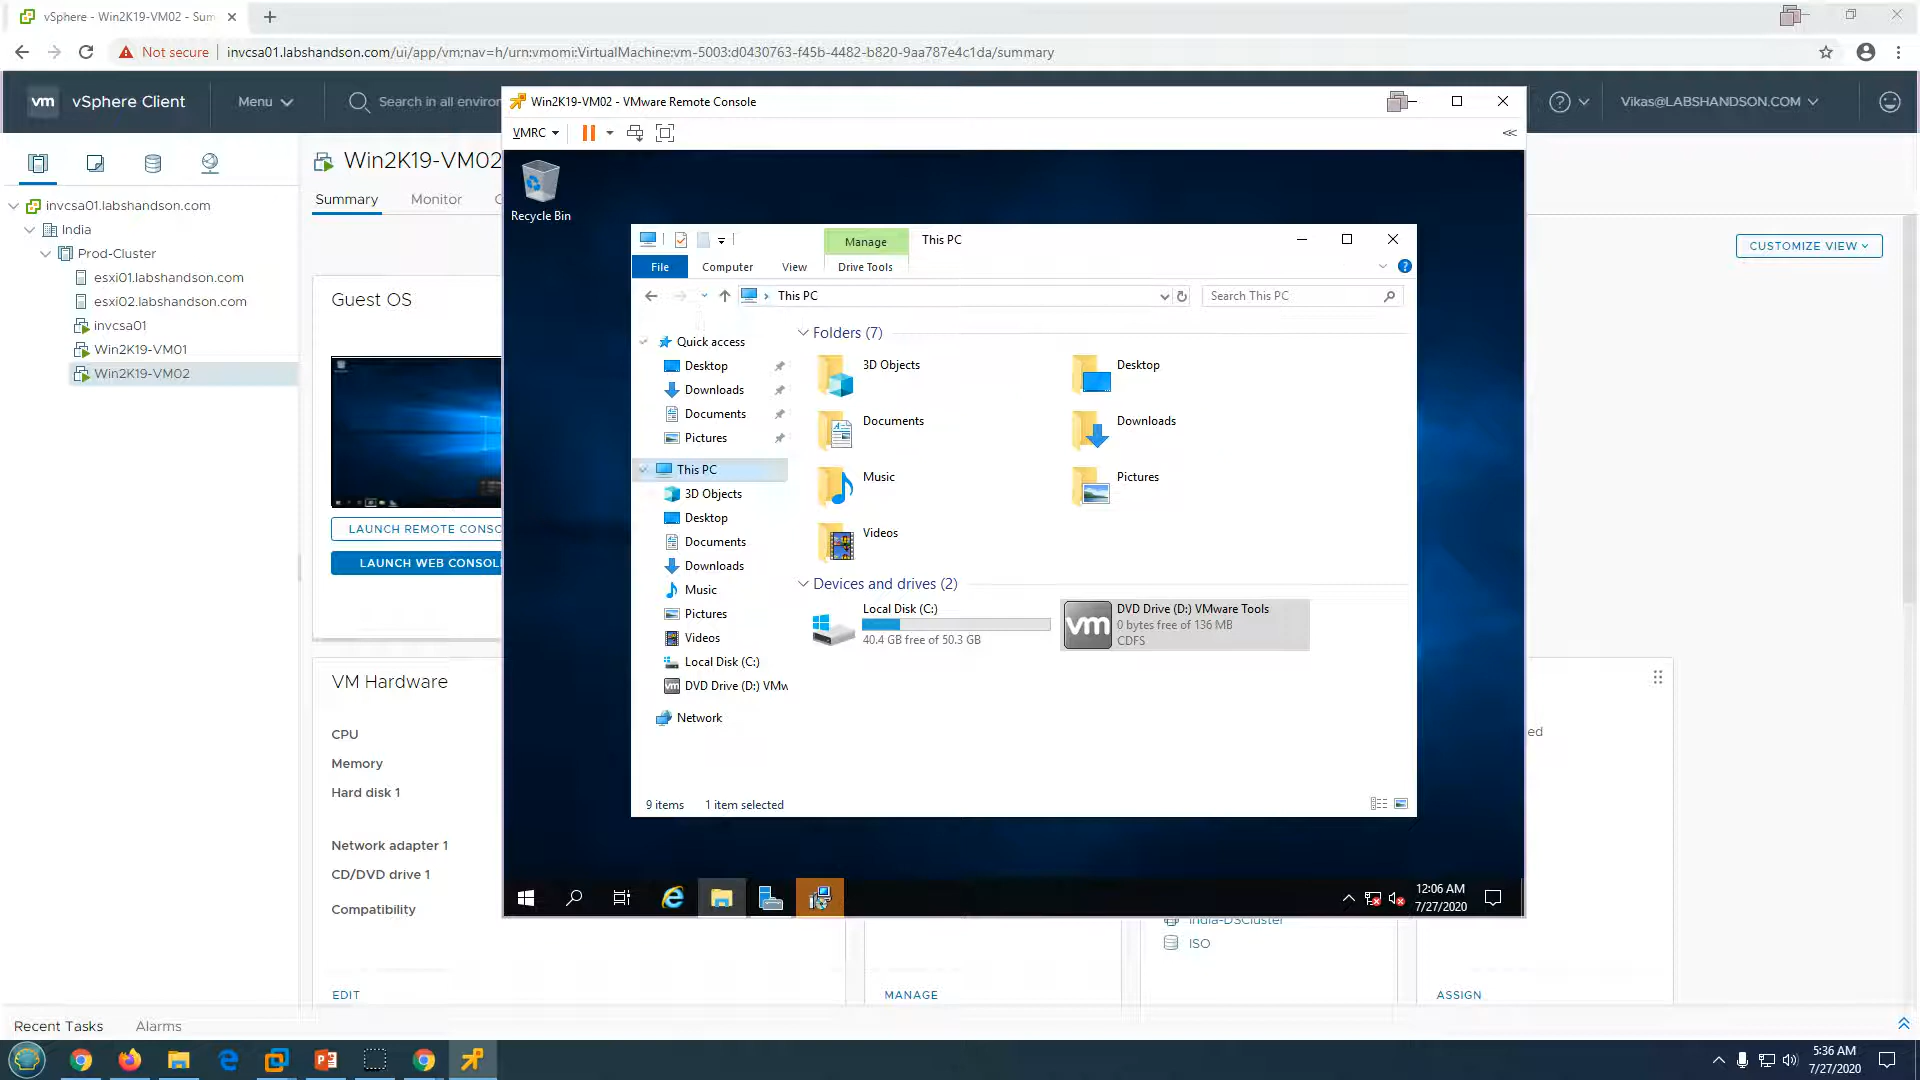 vSphere - Win2K19-VM02 - Sum
Not secure
invcsa01.labshandson.com/ui/app/vm;nav=h/urn:vmomi:VirtualMachine:vm-5003:d0430763-f45b-4482-b820-9aa787e4c1da/summary
vm
vSphere Client
Menu
Search in all enviro
Vikas@LABSHANDSON.COM
Win2K19-VM02 - VMware Remote Console
VMRC
invcsa01.labshandson.com
India
Prod-Cluster
esxi01.labshandson.com
esxi02.labshandson.com
invcsa01
Win2K19-VM01
Win2K19-VM02
Win2K19-VM02
Summary
Monitor
CUSTOMIZE VIEW
Guest OS
LAUNCH REMOTE CONSO
LAUNCH WEB CONSOL
VM Hardware
CPU
Memory
Hard disk 1
Network adapter 1
CD/DVD drive 1
Compatibility
EDIT
Recycle Bin
Manage
This PC
File
Computer
View
Drive Tools
This PC
Search This PC
Quick access
Desktop
Downloads
Documents
Pictures
This PC
3D Objects
Desktop
Documents
Downloads
Music
Pictures
Videos
Local Disk (C:)
DVD Drive (D:) VMw
Network
Folders (7)
3D Objects
Desktop
Documents
Downloads
Music
Pictures
Videos
Devices and drives (2)
Local Disk (C:)
40.4 GB free of 50.3 GB
vm
DVD Drive (D:) VMware Tools
0 bytes free of 136 MB
CDFS
9 items
1 item selected
12:06 AM
7/27/2020
ed
India-DSCluster
ISO
MANAGE
ASSIGN
Recent Tasks
Alarms
5:36 AM
7/27/2020